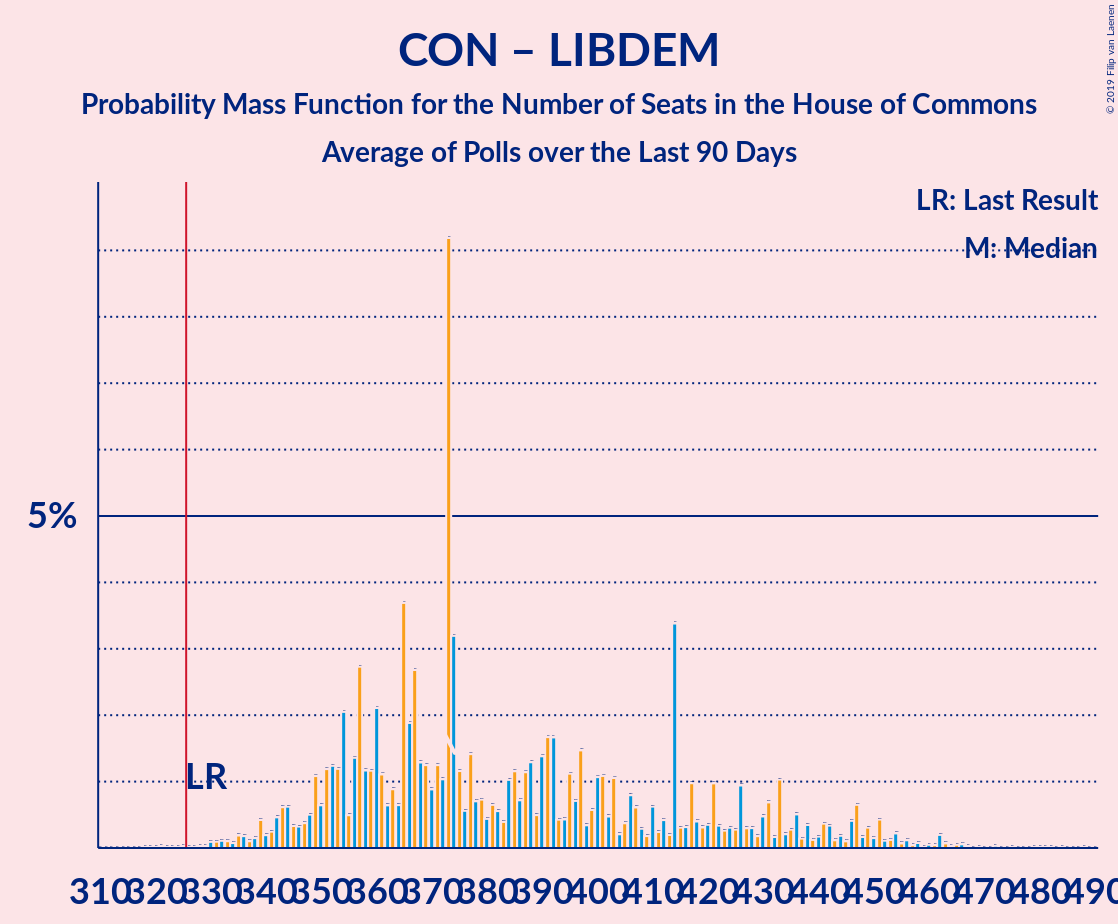 CON – LIBDEM
Probability Mass Function for the Number of Seats in the House of Commons
Average of Polls over the Last 90 Days
© 2019 Filip van Laenen
LR: Last Result
M: Median
5%
LR
310 320 330 340 350 360 370 380 390 400 410 420 430 440 450 460 470 480 490